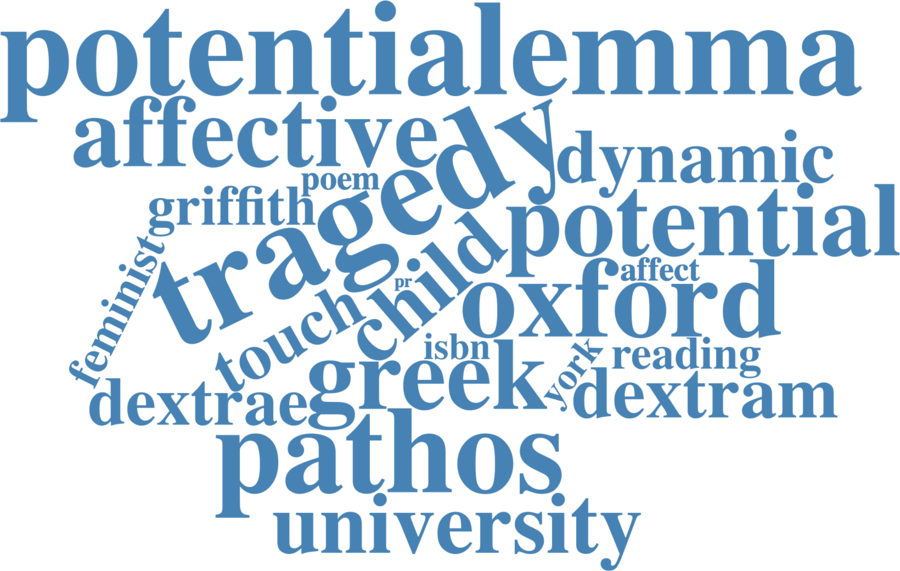 potentialemma
affective
tragedy
dynamic
poem
griffith
potential
child
feminist
affect
pr
oxford
touch
isbn
greek
york
reading
dextrae
dextram
pathos
university